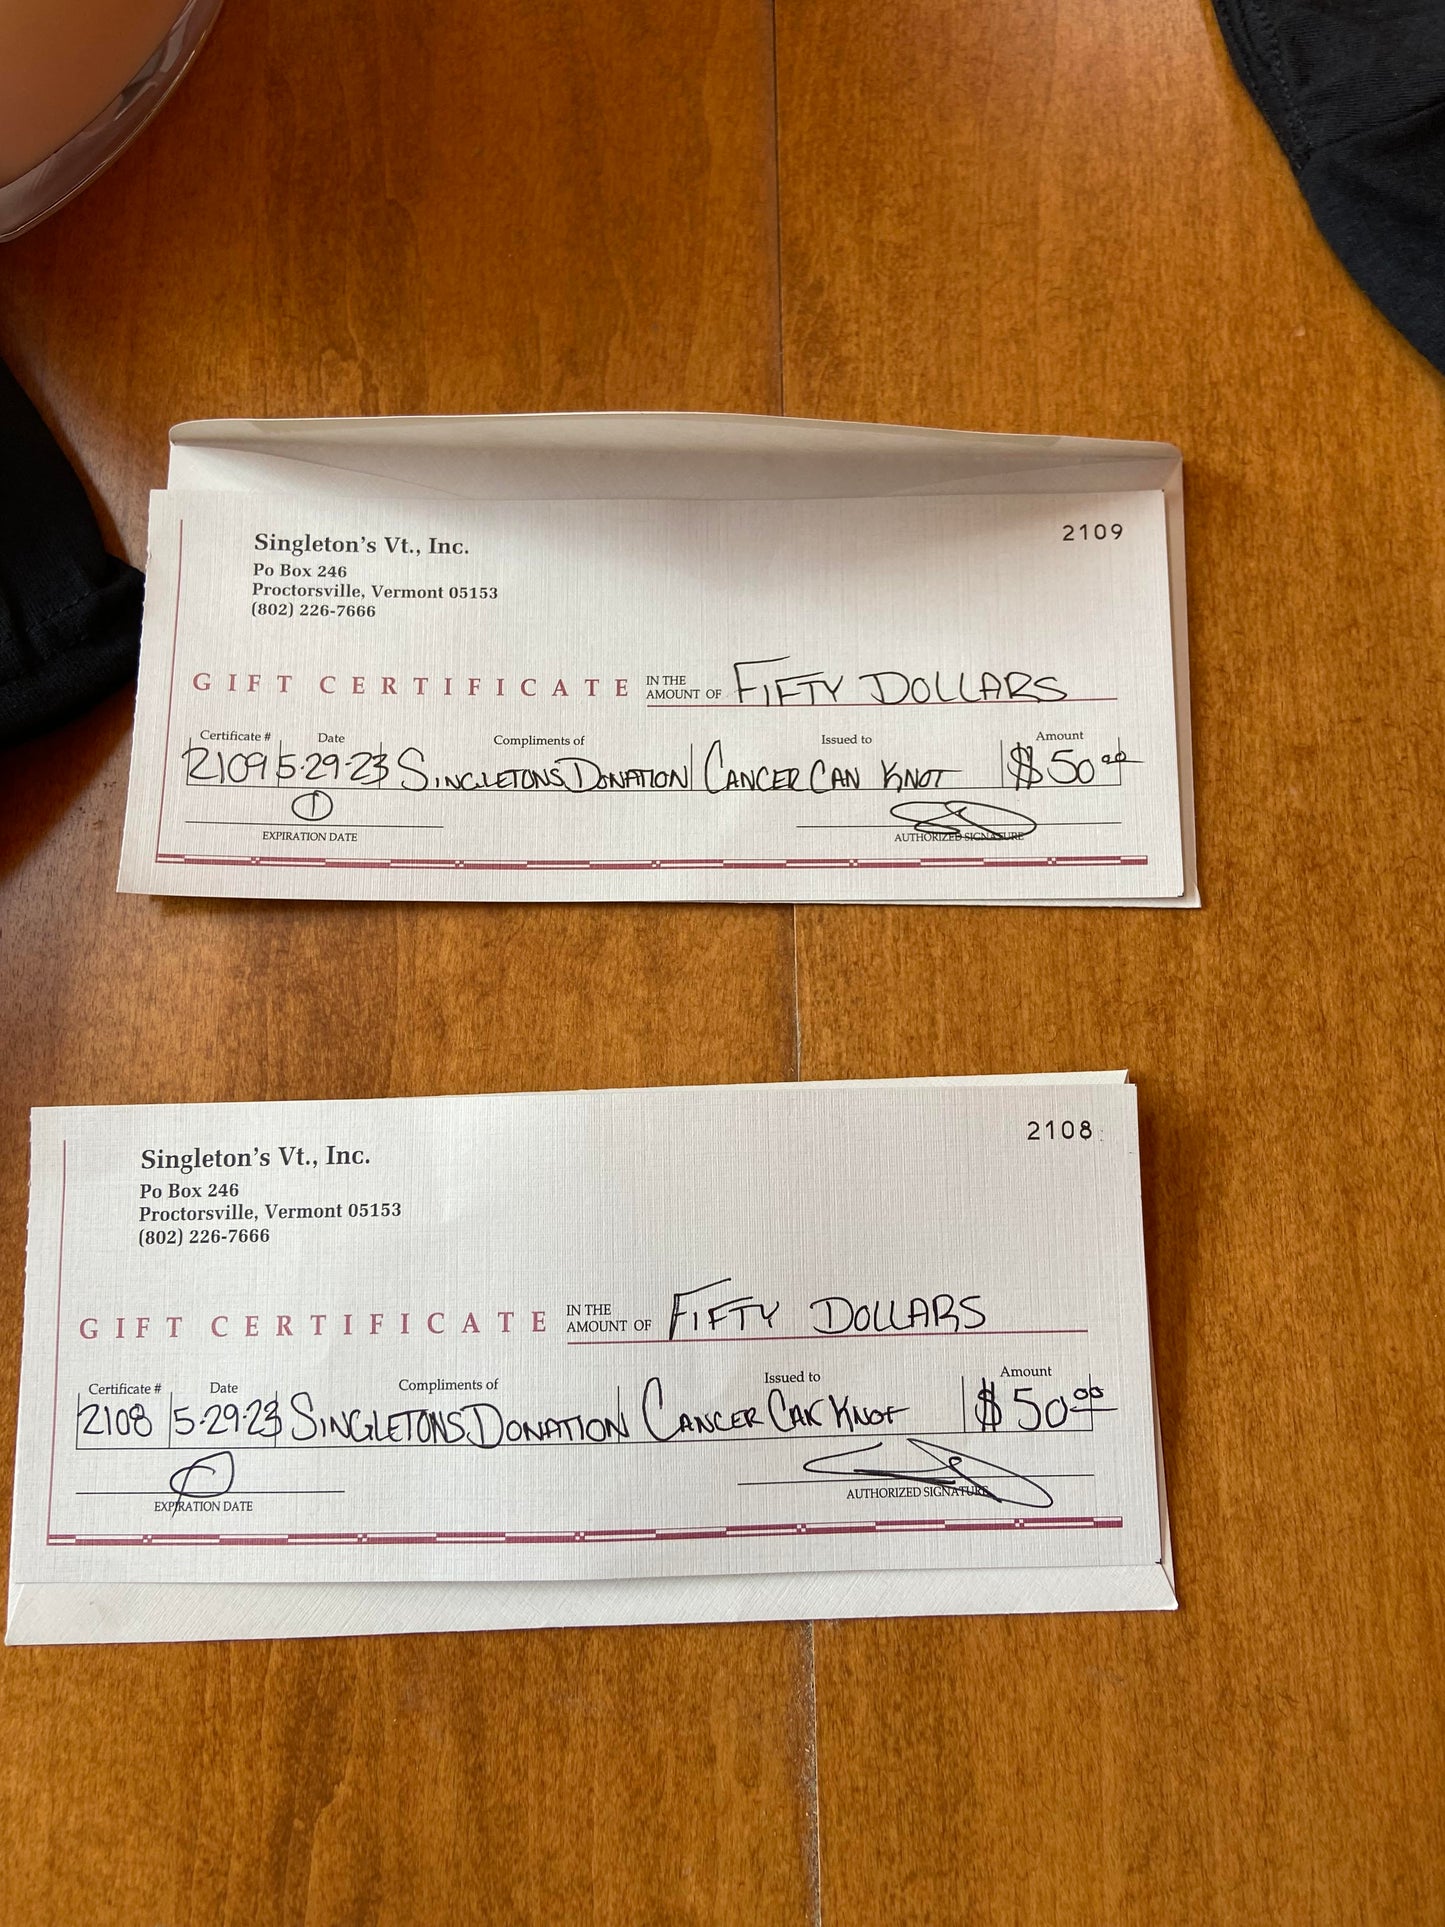 Singleton's Vt., Inc. 2109
Po Box 246
Proctorsville, Vermont 05153
(802) 226-7666
GIFT CERTIFICATE IN THE AMOUNT OF FIFTY DOLLARS
Certificate # Date Compliments of Issued to Amount
2109 5-29-23 SINGLETONS DONATION CANCER CAN KNOT $50.00
EXPIRATION DATE AUTHORIZED SIGNATURE
Singleton's Vt., Inc. 2108
Po Box 246
Proctorsville, Vermont 05153
(802) 226-7666
GIFT CERTIFICATE IN THE AMOUNT OF FIFTY DOLLARS
Certificate # Date Compliments of Issued to Amount
2108 5-29-23 SINGLETONS DONATION CANCER CAN KNOT $50.00
EXPIRATION DATE AUTHORIZED SIGNATURE